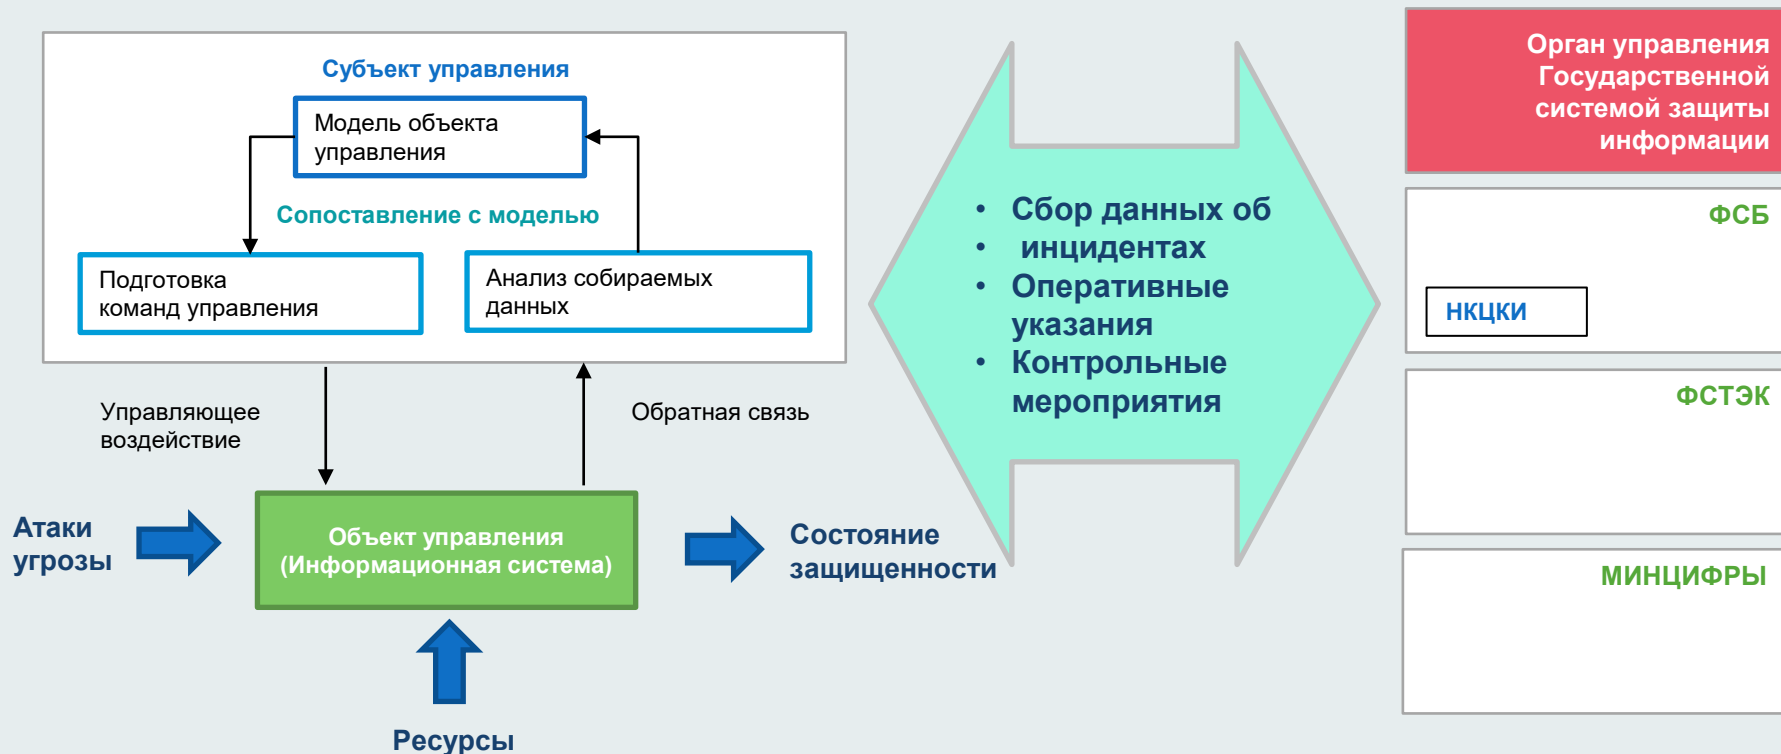 Субъект управления
Модель объекта
управления
Сопоставление с моделью
Подготовка
команд управления
Анализ собираемых
данных
Управляющее
воздействие
Обратная связь
Атаки
угрозы
Объект управления
(Информационная система)
Состояние
защищенности
Ресурсы
• Сбор данных об
• инцидентах
• Оперативные
указания
• Контрольные
мероприятия
Орган управления
Государственной
системой защиты
информации
ФСБ
НКЦКИ
ФСТЭК
МИНЦИФРЫ